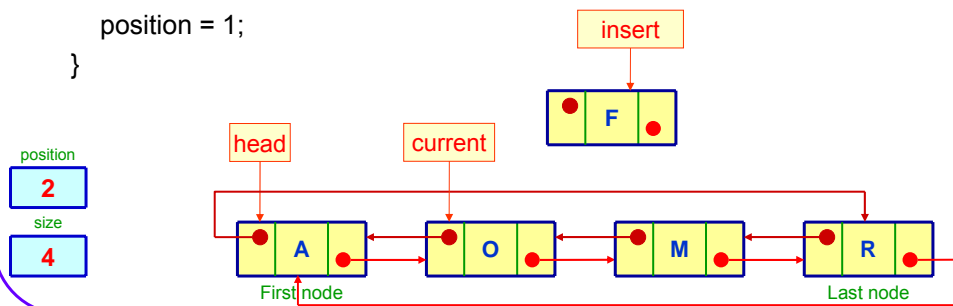 position = 1;
}
insert
F
head
current
position
2
size
4
A
O
M
R
First node
Last node